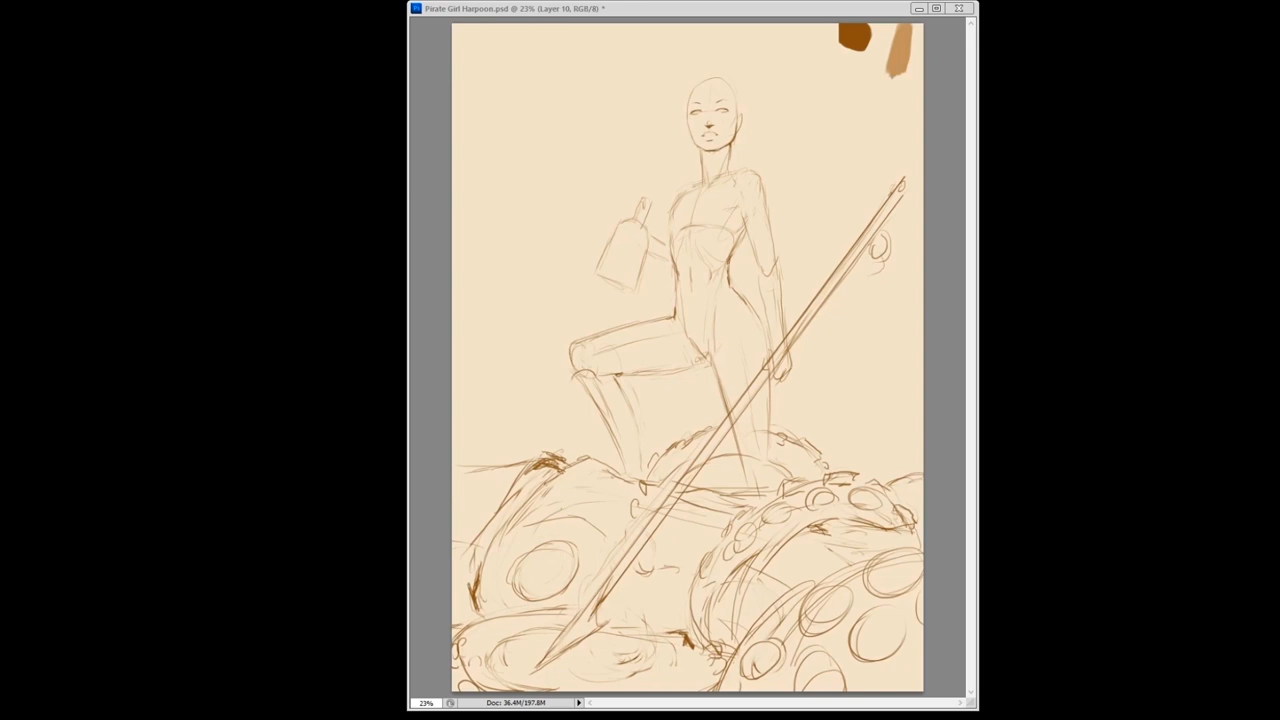 Pirate Girl Harpoon.psd @ 23% (Layer 10, RGB/8) *
23%
Doc: 36.4M/197.8M